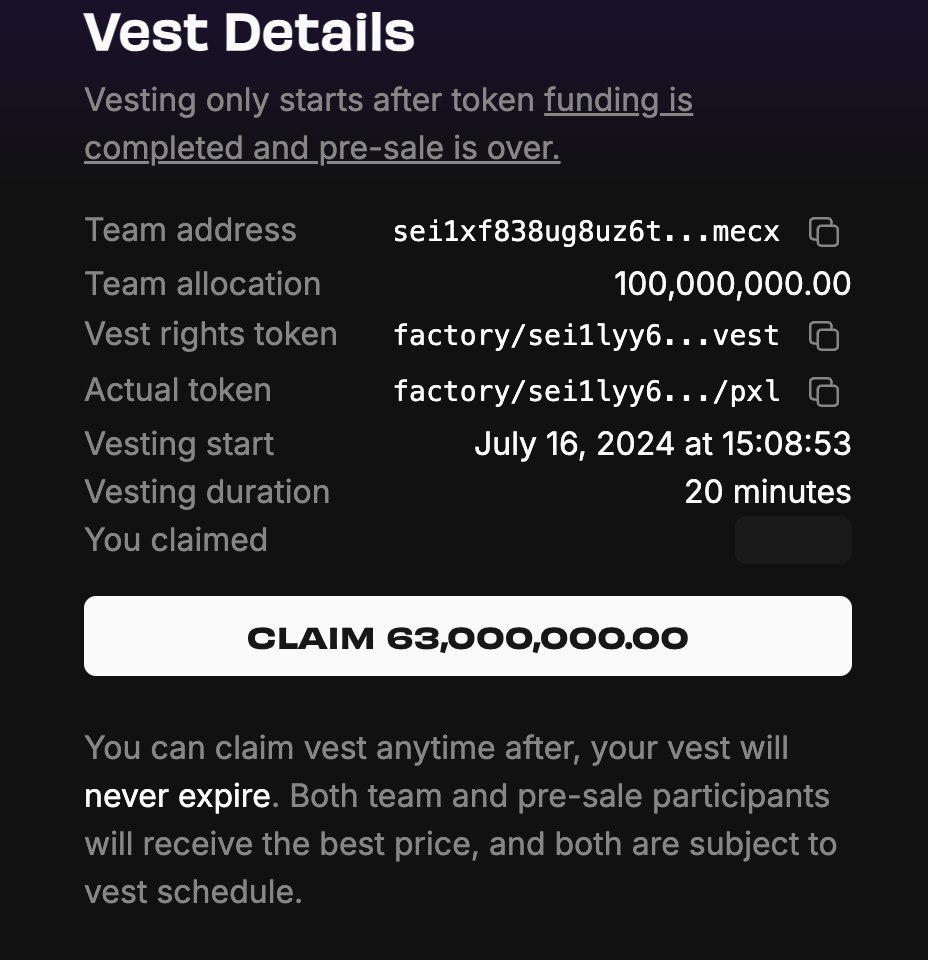 Vest Details
Vesting only starts after token funding is
completed and pre-sale is over.
Team address sei1xf838ug8uz6t...mecx
Team allocation 100,000,000.00
Vest rights token factory/sei1lyy6...vest
Actual token factory/sei1lyy6.../pxl
Vesting start July 16, 2024 at 15:08:53
Vesting duration 20 minutes
You claimed
CLAIM 63,000,000.00
You can claim vest anytime after, your vest will
never expire. Both team and pre-sale participants
will receive the best price, and both are subject to
vest schedule.